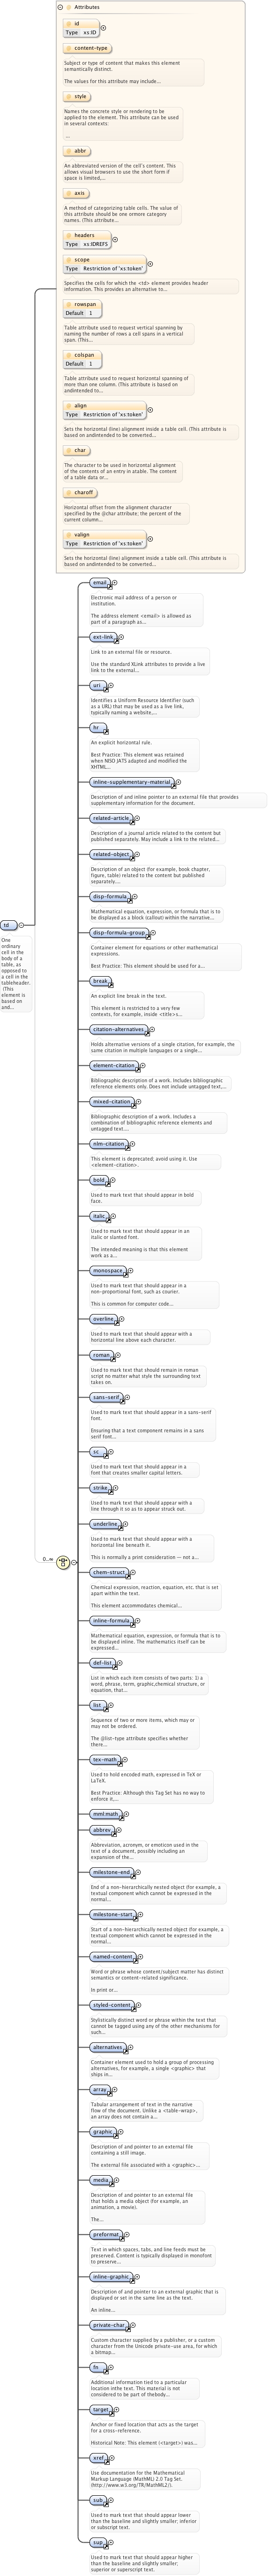 Attributes
id
Type xs:ID
content-type
Subject or type of content that makes this element
semantically distinct.
The values for this attribute may include...
style
Names the concrete style or rendering to be
applied to the element. This attribute can be used
in several contexts:
...
abbr
An abbreviated version of the cell's content. This
allows visual browsers to use the short form if
space is limited,...
axis
A method of categorizing table cells. The value of
this attribute should be one ormore category
names. (This attribute...
headers
Type xs:IDREFS
scope
Type Restriction of 'xs:token'
Specifies the cells for which the <td> element provides header
information. This provides an alternative to...
rowspan
Default 1
Table attribute used to request vertical spanning by
naming the number of rows a cell spans in a vertical
span. (This...
colspan
Default 1
Table attribute used to request horizontal spanning of
more than one column. (This attribute is based on
andintended to...
align
Type Restriction of 'xs:token'
Sets the horizontal (line) alignment inside a table cell. (This attribute is
based on andintended to be converted...
char
The character to be used in horizontal alignment
of the contents of an entry in atable. The content
of a table data or...
charoff
Horizontal offset from the alignment character
specified by the @char attribute; the percent of the
current column...
valign
Type Restriction of 'xs:token'
Sets the horizontal (line) alignment inside a table cell. (This attribute is
based on andintended to be converted...
td
One
ordinary
cell in the
body of a
table, as
opposed to
a cell in the
tableheader.
(This
element is
based on
and...
0..∞
email
Electronic mail address of a person or
institution.
The address element <email> is allowed as
part of a paragraph as...
ext-link
Link to an external file or resource.
Use the standard XLink attributes to provide a live
link to the external...
uri
Identifies a Uniform Resource Identifier (such
as a URL) that may be used as a live link,
typically naming a website,...
hr
An explicit horizontal rule.
Best Practice: This element was retained
when NISO JATS adapted and modified the
XHTML...
inline-supplementary-material
Description of and inline pointer to an external file that provides
supplementary information for the document.
related-article
Description of a journal article related to the content but
published separately. May include a link to the related...
related-object
Description of an object (for example, book chapter,
figure, table) related to the content but published
separately....
disp-formula
Mathematical equation, expression, or formula that is to
be displayed as a block callout) within the narrative...
disp-formula-group
Container element for equations or other mathematical
expressions.
Best Practice: This element should be used for a...
break
An explicit line break in the text.
This element is restricted to a very few
contexts, for example, inside <title>s...
citation-alternatives
Holds alternative versions of a single citation, for example, the
same citation in multiple languages or a single...
element-citation
Bibliographic description of a work. Includes bibliographic
reference elements only. Does not include untagged text,...
mixed-citation
Bibliographic description of a work. Includes a
combination of bibliographic reference elements and
untagged text....
nlm-citation
This element is deprecated; avoid using it. Use
<element-citation>.
bold
Used to mark text that should appear in bold
face.
italic
Used to mark text that should appear in an
italic or slanted font.
The intended meaning is that this element
work as a...
monospace
Used to mark text that should appear in a
non-proportional font, such as courier.
This is common for computer code...
overline
Used to mark text that should appear with a
horizontal line above each character.
roman
Used to mark text that should remain in roman
script no matter what style the surrounding text
takes on.
sans-serif
Used to mark text that should appear in a sans-serif
font.
Ensuring that a text component remains in a sans
serif font...
sc
Used to mark text that should appear in a
font that creates smaller capital letters.
strike
Used to mark text that should appear with a
line through it so as to appear struck out.
underline
Used to mark text that should appear with a
horizontal line beneath it.
This is normally a print consideration — not a...
chem-struct
Chemical expression, reaction, equation, etc. that is set
apart within the text.
This element accommodates chemical...
inline-formula
Mathematical equation, expression, or formula that is to
be displayed inline. The mathematics itself can be
expressed...
def-list
List in which each item consists of two parts: 1) a
word, phrase, term, graphic,chemical structure, or
equation, that...
list
Sequence of two or more items, which may or
may not be ordered.
The @list-type attribute specifies whether
there...
tex-math
Used to hold encoded math, expressed in TeX or
LaTeX.
Best Practice: Although this Tag Set has no way to
enforce it,...
mml:math
abbrev
Abbreviation, acronym, or emoticon used in the
text of a document, possibly including an
expansion of the...
milestone-end
End of a non-hierarchically nested object (for example, a
textual component which cannot be expressed in the
normal...
milestone-start
Start of a non-hierarchically nested object (for example, a
textual component which cannot be expressed in the
normal...
named-content
Word or phrase whose content/subject matter has distinct
semantics or content-related significance.
In print or...
styled-content
Stylistically distinct word or phrase within the text that
cannot be tagged using any of the other mechanisms for
such...
alternatives
Container element used to hold a group of processing
alternatives, for example, a single <graphic> that
ships in...
array
Tabular arrangement of text in the narrative
flow of the document. Unlike a <table-wrap>,
an array does not contain a...
graphic
Description of and pointer to an external file
containing a still image.
The external file associated with a <graphic>...
media
Description of and pointer to an external file
that holds a media object (for example, an
animation, a movie).
The...
preformat
Text in which spaces, tabs, and line feeds must be
preserved. Content is typically displayed in monofont
to preserve...
inline-graphic
Description of and pointer to an external graphic that is
displayed or set in the same line as the text.
An inline...
private-char
Custom character supplied by a publisher, or a custom
character from the Unicode private-use area, for which
a bitmap...
fn
Additional information tied to a particular
location inthe text. This material is not
considered to be part of thebody...
target
Anchor or fixed location that acts as the target
for a cross-reference.
Historical Note: This element (<target>) was...
xref
Use documentation for the Mathematical
Markup Language (MathML) 2.0 Tag Set,
(http://www.w3.org/TR/MathML2/).
sub
Used to mark text that should appear lower
than the baseline and slightly smaller; inferior
or subscript text.
sup
Used to mark text that should appear higher
than the baseline and slightly smaller;
superior or superscript text.